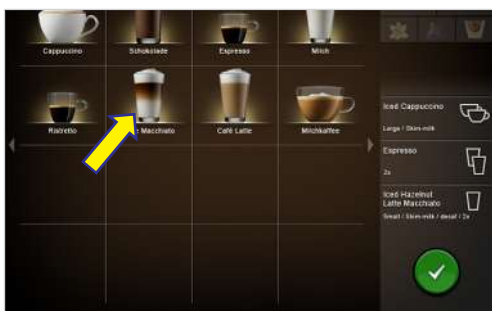 Cappuccino
Schokolade
Espresso
Milch
Ristretto
Macchiato
Café Latte
Milchkaffee
Iced Cappuccino
Large / Skim-milk
Espresso
2x
Iced Hazelnut
Latte Macchiato
Small / Skim-milk / decaf / 2x